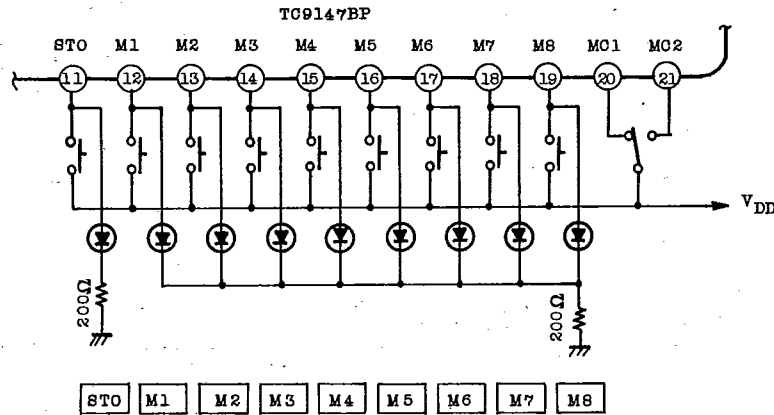 TC9147BP
STO M1 M2 M3 M4 M5 M6 M7 M8 MC1 MC2
11 12 13 14 15 16 17 18 19 20 21
VDD
200Ω 200Ω
STO M1 M2 M3 M4 M5 M6 M7 M8